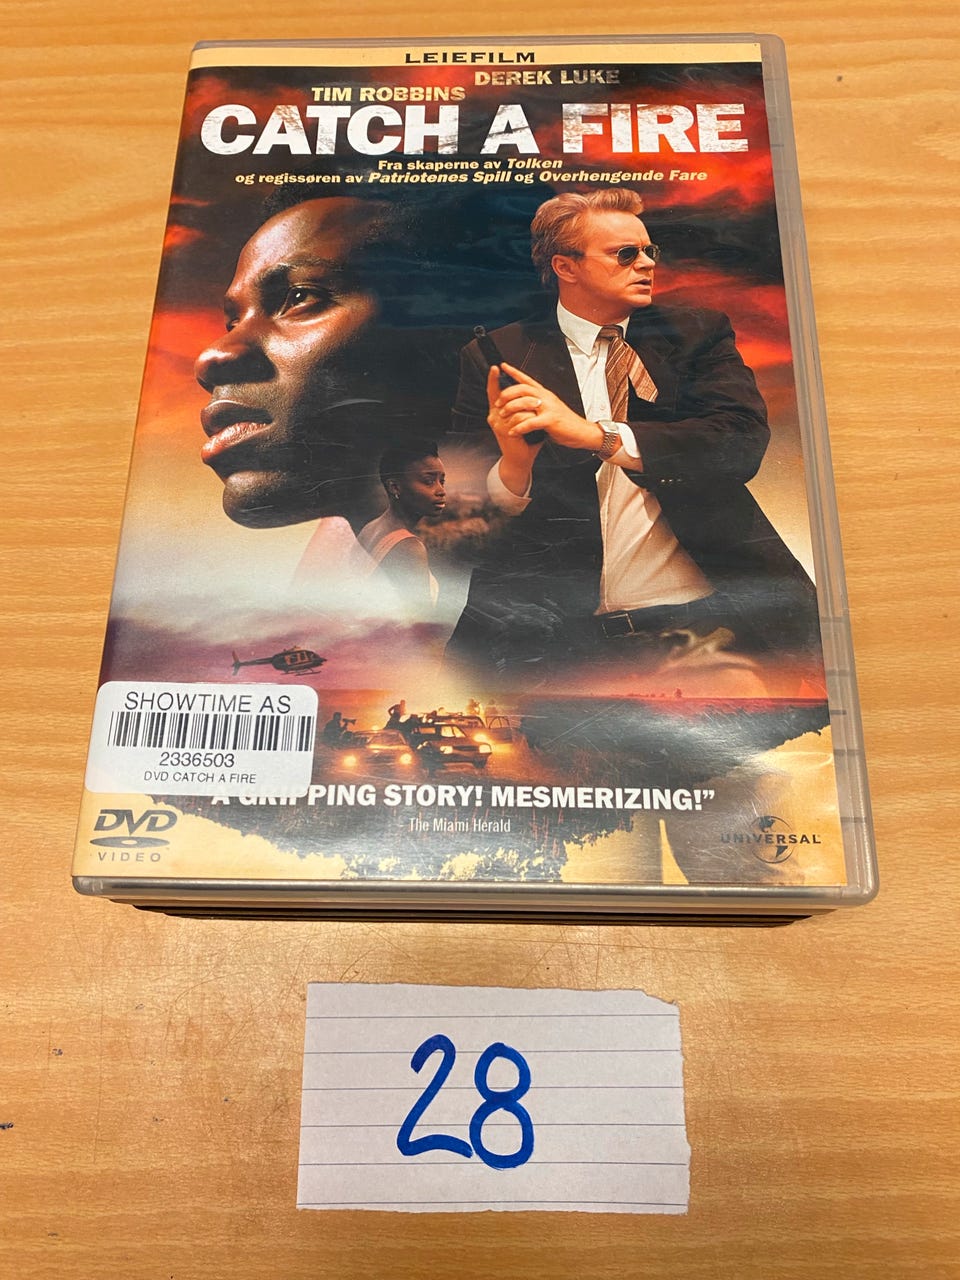 LEIEFILM
DEREK LUKE
TIM ROBBINS
CATCH A FIRE
Fra skaperne av Tolken
og regissøren av Patriotenes Spill og Overhengende Fare
SHOWTIME AS
2336503
DVD CATCH A FIRE
"A GRIPPING STORY! MESMERIZING!"
- The Miami Herald
DVD
VIDEO
UNIVERSAL
28